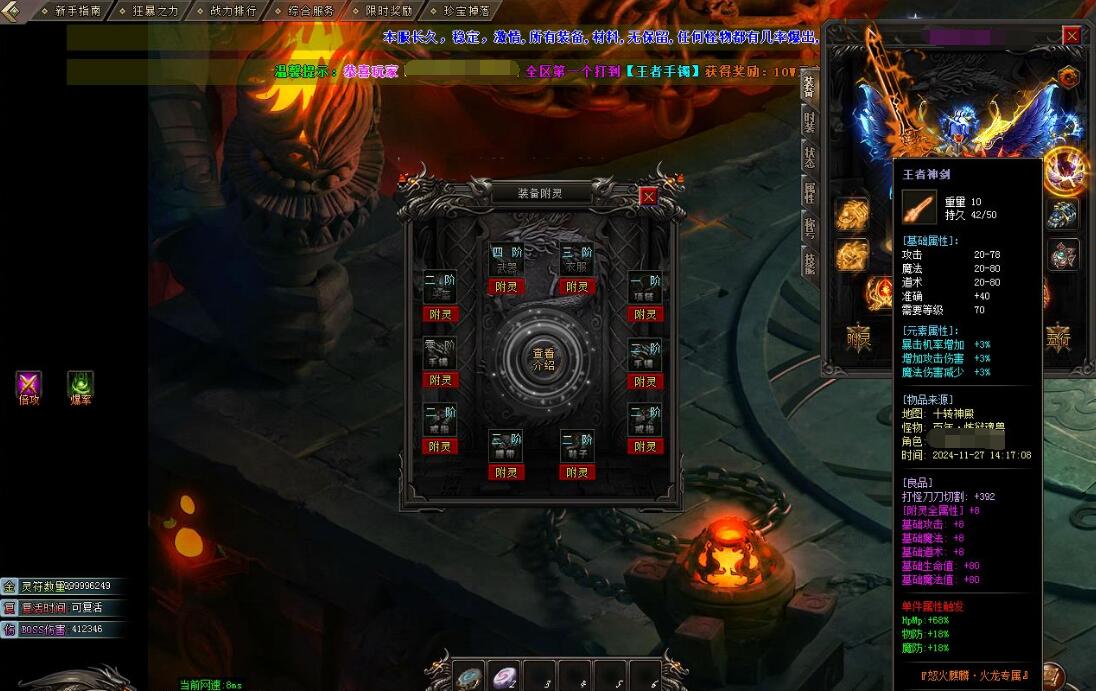 新手指南 狂暴之力 战力排行 综合服务 限时奖励 珍宝掉落
本服长久，稳定，激情,所有装备,材料,无保留,任何怪物都有几率爆出,
温馨提示：恭喜玩家
全区第一个打到【王者手镯】获得奖励：10W
装备
时装
状态
属性
称号
技能
装备附灵
四 阶
武器
附灵
三 阶
衣服
附灵
二 阶
附灵
一 阶
项链
附灵
零 阶
手镯
附灵
二 阶
手镯
附灵
查看
介绍
二 阶
戒指
附灵
二 阶
戒指
附灵
三 阶
腰带
附灵
二 阶
鞋子
附灵
附灵
五行
王者神剑
重量 10
持久 42/50
[基础属性]：
攻击 20-78
魔法 20-80
道术 20-80
准确 +40
需要等级 70
[元素属性]：
暴击机率增加 +3%
增加攻击伤害 +3%
魔法伤害减少 +3%
[物品来源]
地图: 十转神殿
怪物:
角色:
时间: 2024-11-27 14:17:08
[良品]
打怪刀刀切割: +392
[附灵全属性] +8
基础攻击: +8
基础魔法: +8
基础道术: +8
基础生命值: +80
基础魔法值: +80
单件属性触发
HpMp:+68%
物防:+18%
魔防:+18%
『怒火麒麟·火龙专属』
倍攻
爆率
金 灵符数量999996249
复 复活时间 可复活
伤 BOSS伤害:412346
当前网速:8ms
2 3 4 5 6